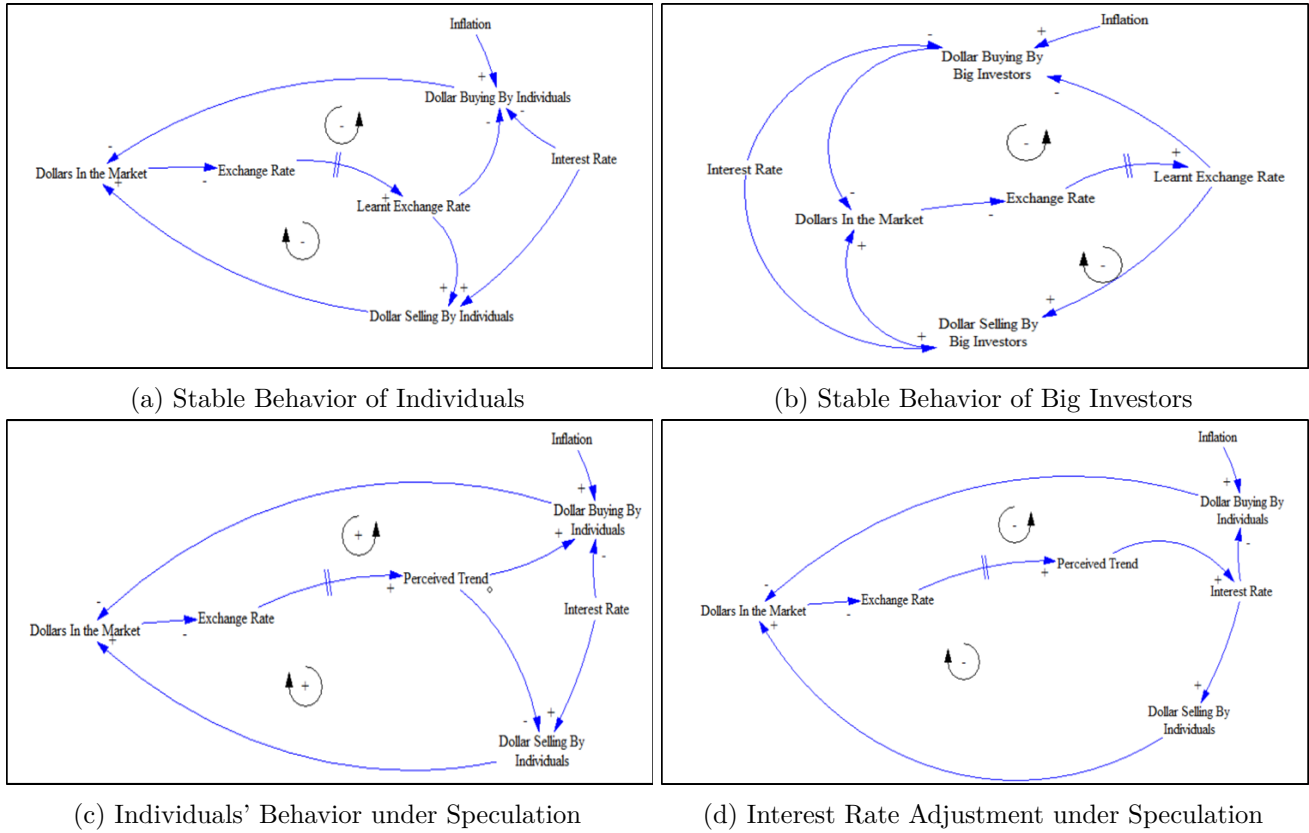 Inflation
+
Dollar Buying By Individuals
-
-
-
-
Dollars In the Market
+
-
Exchange Rate
Interest Rate
+
Learnt Exchange Rate
-
+
+
Dollar Selling By Individuals
(a) Stable Behavior of Individuals
Inflation
-
+
Dollar Buying By
Big Investors
-
-
+
Interest Rate
Learnt Exchange Rate
-
Exchange Rate
Dollars In the Market
-
+
-
+
Dollar Selling By
Big Investors
+
(b) Stable Behavior of Big Investors
Inflation
+
Dollar Buying By
Individuals
+
+
-
Perceived Trend
+
-
Interest Rate
Exchange Rate
Dollars In the Market
+
-
+
-
+
Dollar Selling By
Individuals
(c) Individuals' Behavior under Speculation
Inflation
+
Dollar Buying By
Individuals
-
-
Perceived Trend
+
+
-
Interest Rate
Exchange Rate
Dollars In the Market
+
-
-
+
Dollar Selling By
Individuals
(d) Interest Rate Adjustment under Speculation